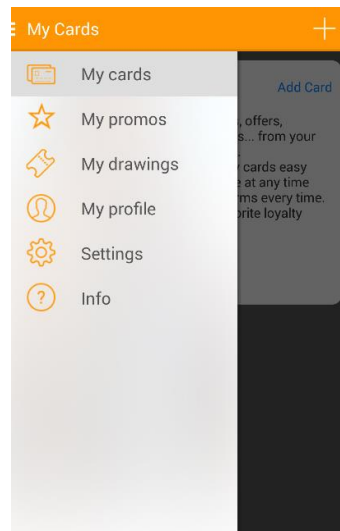 My Cards
My cards
My promos
My drawings
My profile
Settings
? Info
Add Card
, offers,
s... from your
cards easy
at any time
rms every time.
orite loyalty